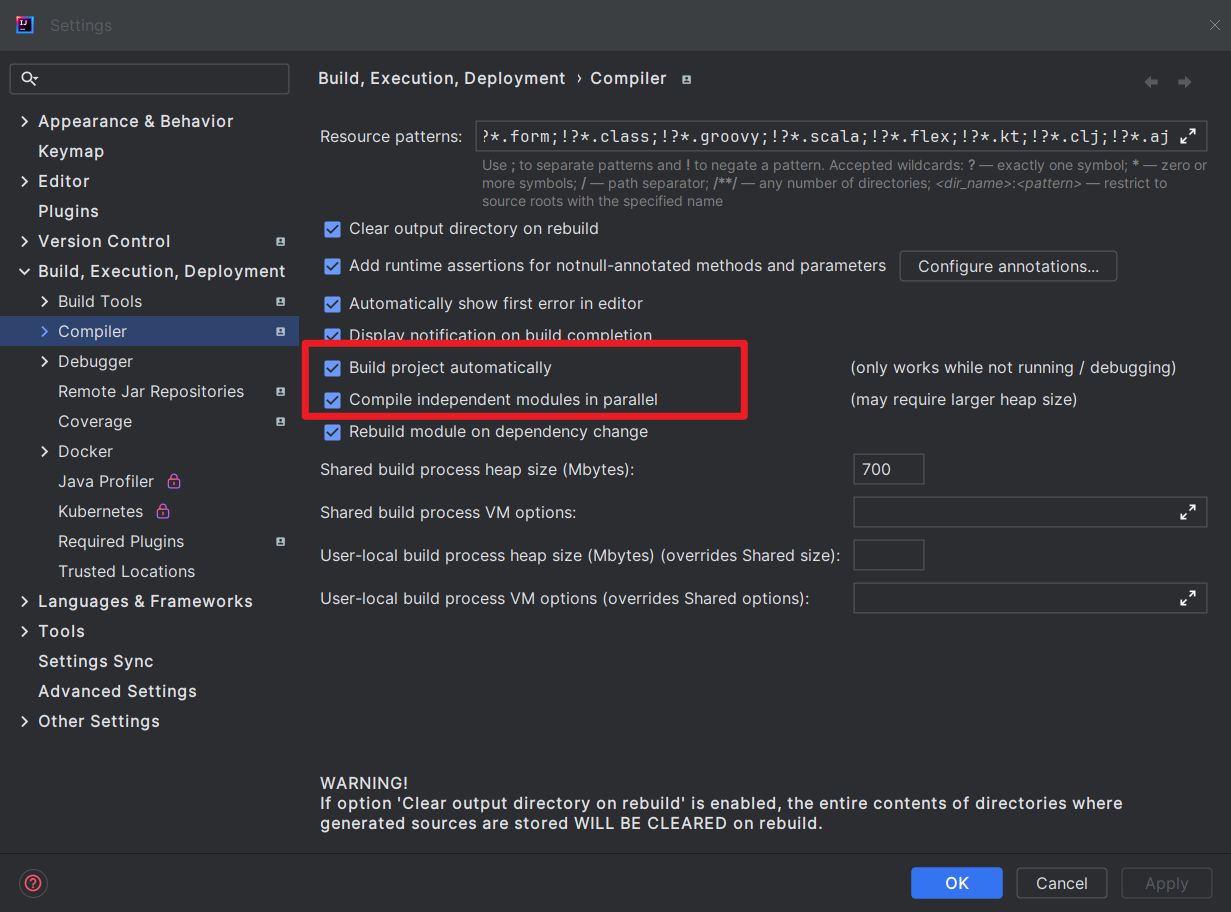 Settings
Build, Execution, Deployment › Compiler
Appearance & Behavior
Keymap
Editor
Plugins
Version Control
Build, Execution, Deployment
Build Tools
Compiler
Debugger
Remote Jar Repositories
Coverage
Docker
Java Profiler
Kubernetes
Required Plugins
Trusted Locations
Languages & Frameworks
Tools
Settings Sync
Advanced Settings
Other Settings
Resource patterns: ?*.form;!?*.class;!?*.groovy;!?*.scala;!?*.flex;!?*.kt;!?*.clj;!?*.aj
Use ; to separate patterns and ! to negate a pattern. Accepted wildcards: ? — exactly one symbol; * — zero or
more symbols; / — path separator; /**/ — any number of directories; <dir_name>:<pattern> — restrict to
source roots with the specified name
Clear output directory on rebuild
Add runtime assertions for notnull-annotated methods and parameters Configure annotations...
Automatically show first error in editor
Display notification on build completion
Build project automatically (only works while not running / debugging)
Compile independent modules in parallel (may require larger heap size)
Rebuild module on dependency change
Shared build process heap size (Mbytes): 700
Shared build process VM options:
User-local build process heap size (Mbytes) (overrides Shared size):
User-local build process VM options (overrides Shared options):
WARNING!
If option 'Clear output directory on rebuild' is enabled, the entire contents of directories where
generated sources are stored WILL BE CLEARED on rebuild.
OK Cancel Apply